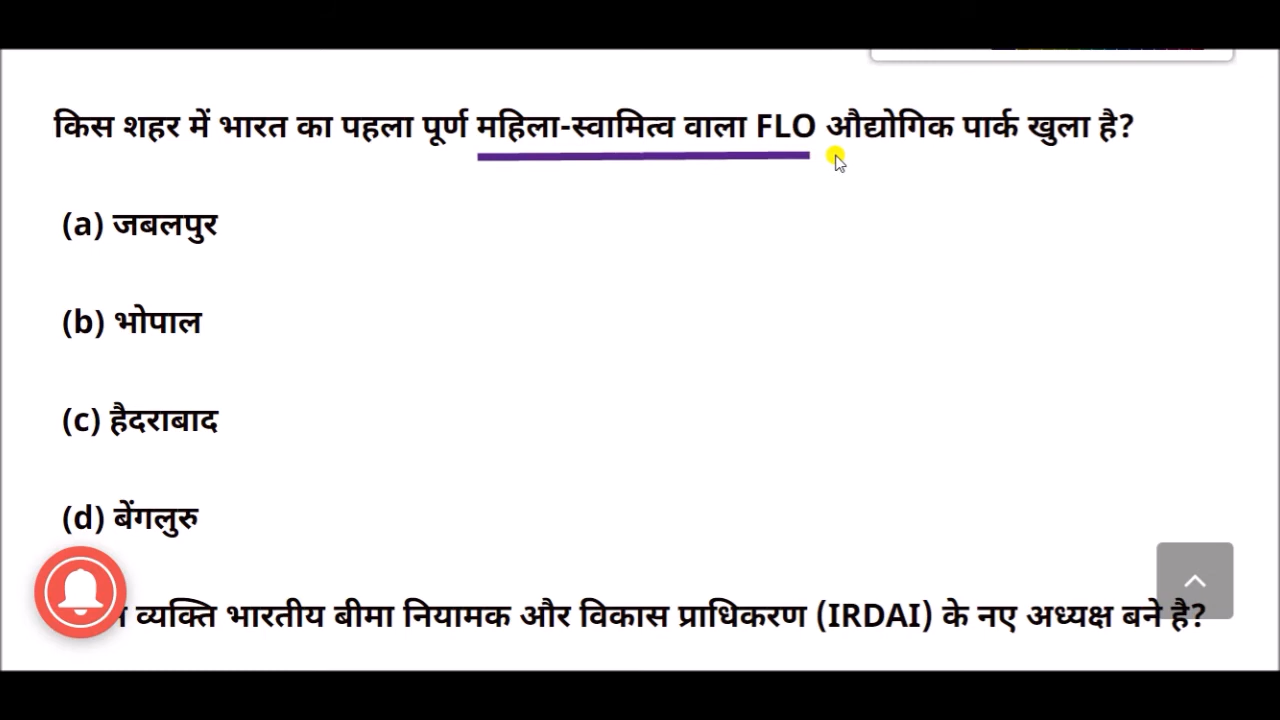 किस शहर में भारत का पहला पूर्ण महिला-स्वामित्व वाला FLO औद्योगिक पार्क खुला है?
(a) जबलपुर
(b) भोपाल
(c) हैदराबाद
(d) बेंगलुरु
व्यक्ति भारतीय बीमा नियामक और विकास प्राधिकरण (IRDAI) के नए अध्यक्ष बने है?